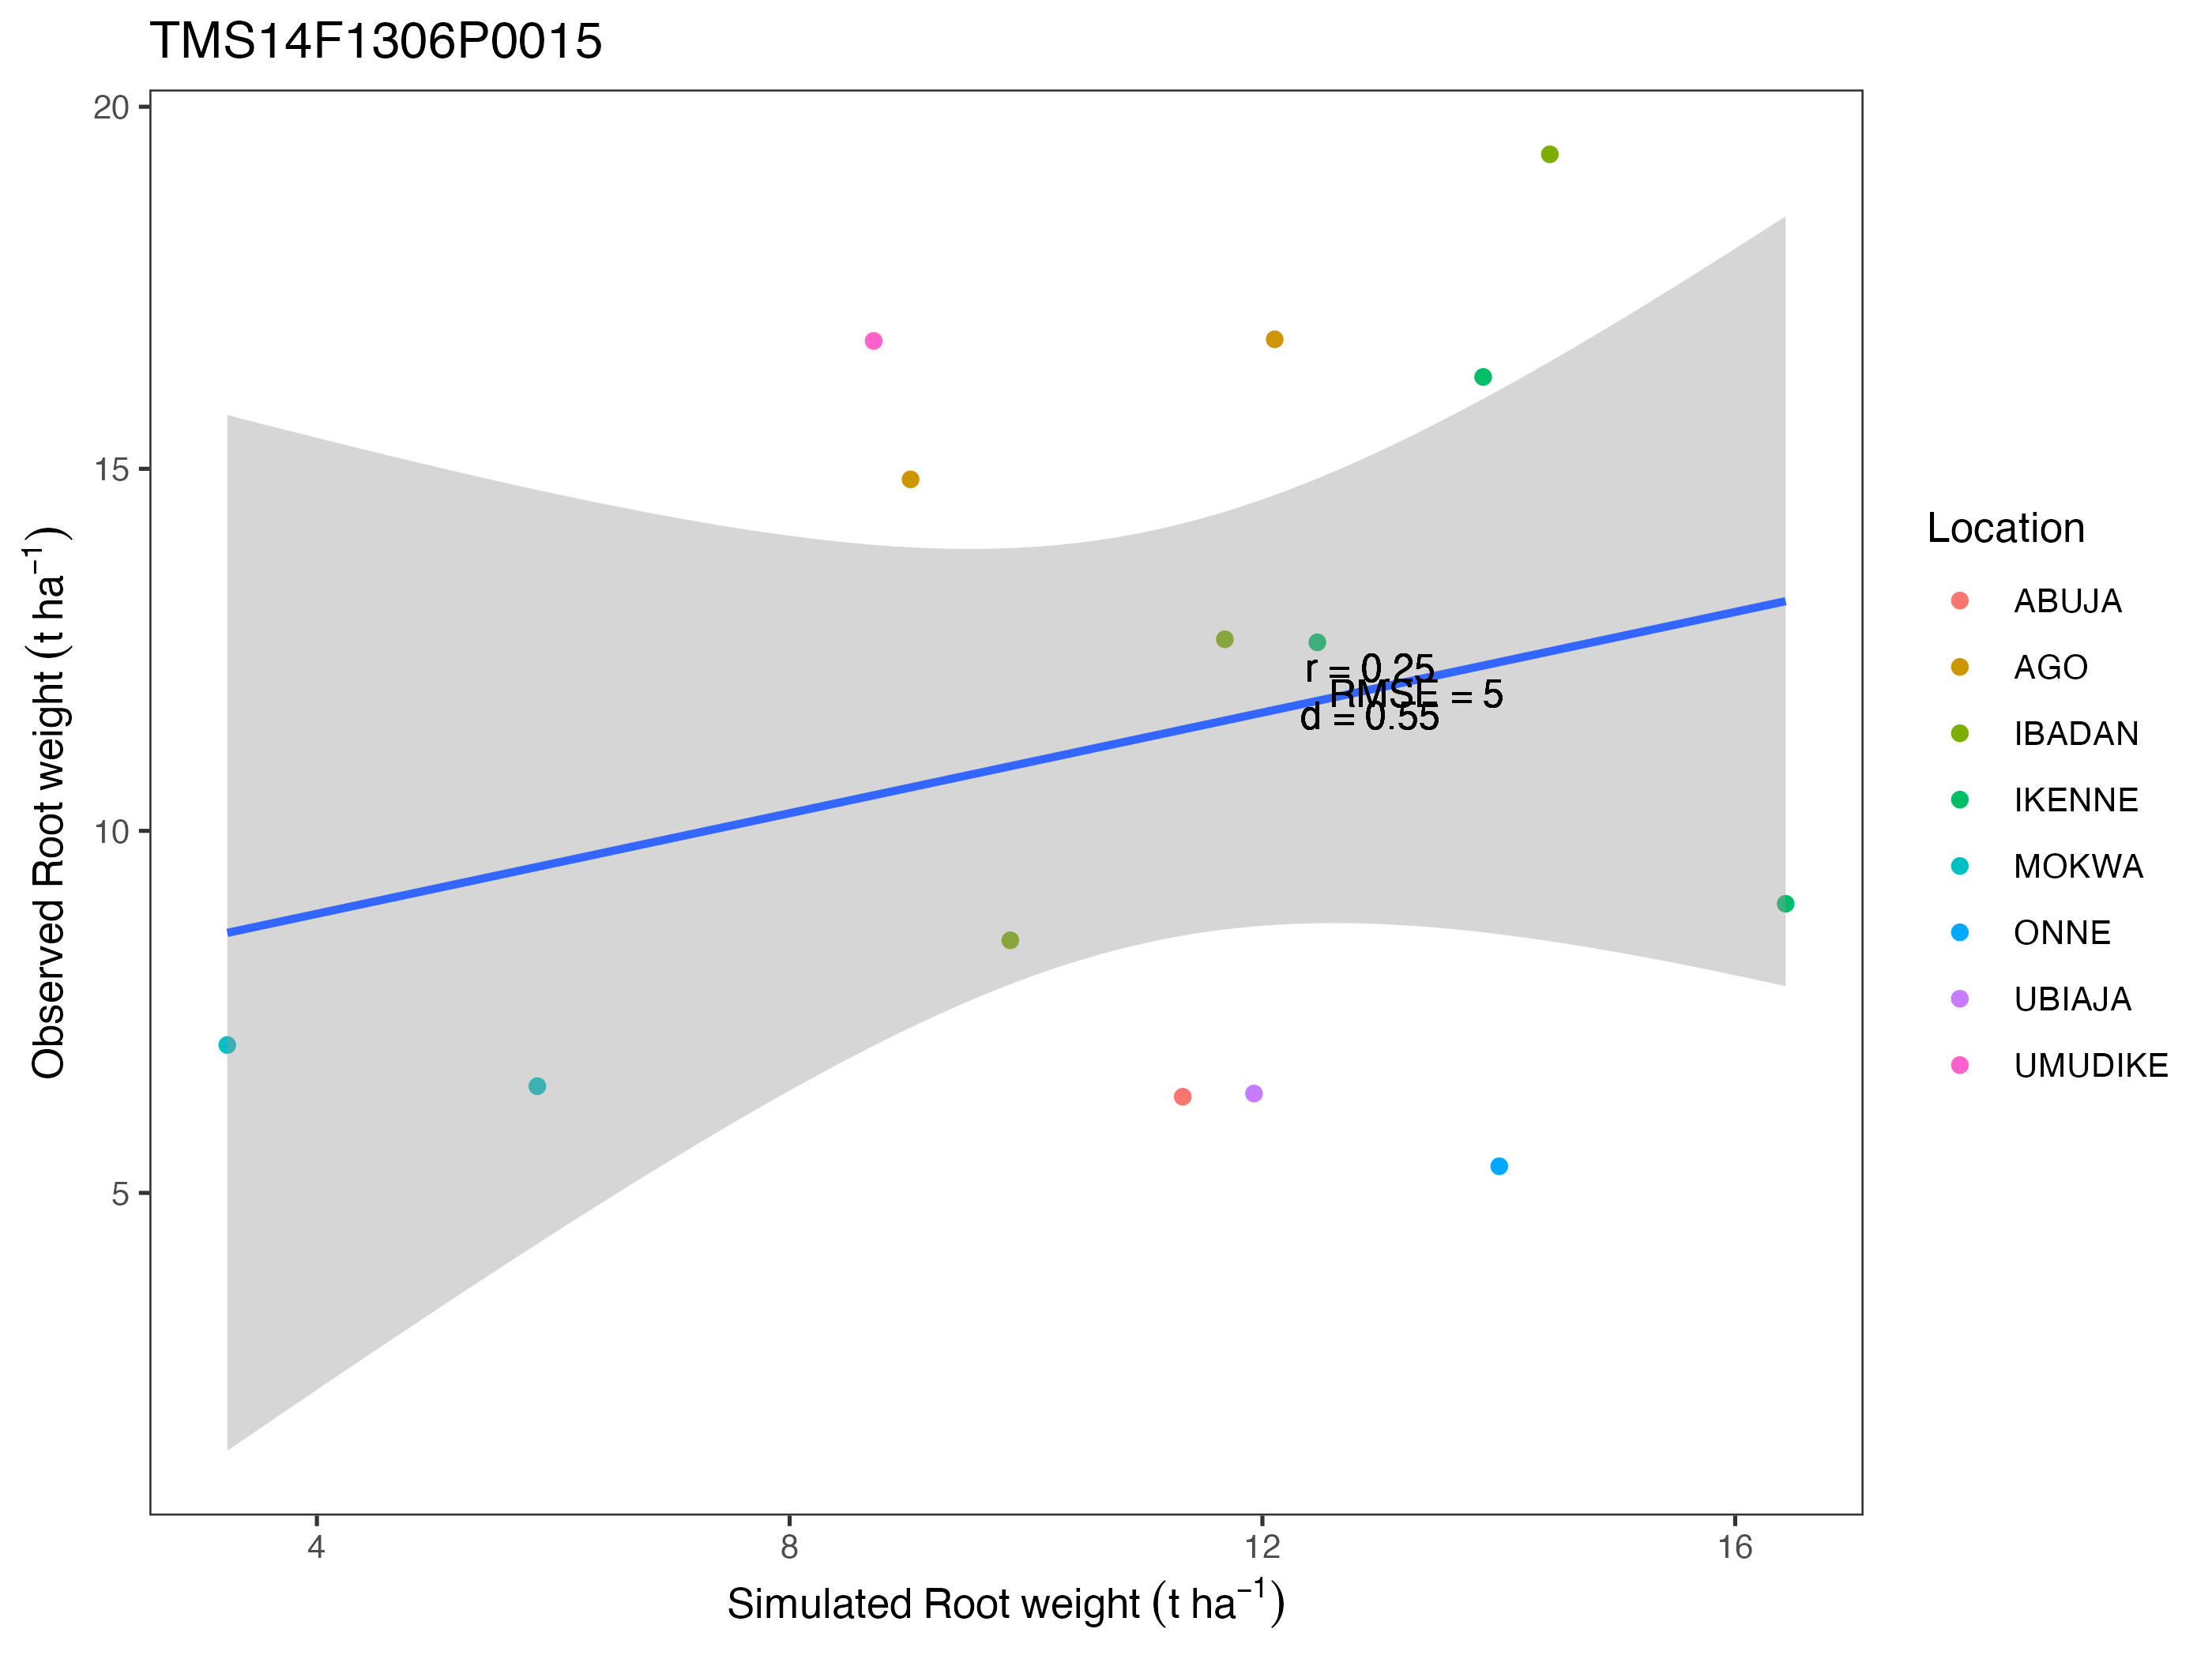 TMS14F1306P0015
20
15
10
5
Observed Root weight (t ha⁻¹)
r = 0.25
RMSE = 5
d = 0.55
4
8
12
16
Simulated Root weight (t ha⁻¹)
Location
ABUJA
AGO
IBADAN
IKENNE
MOKWA
ONNE
UBIAJA
UMUDIKE